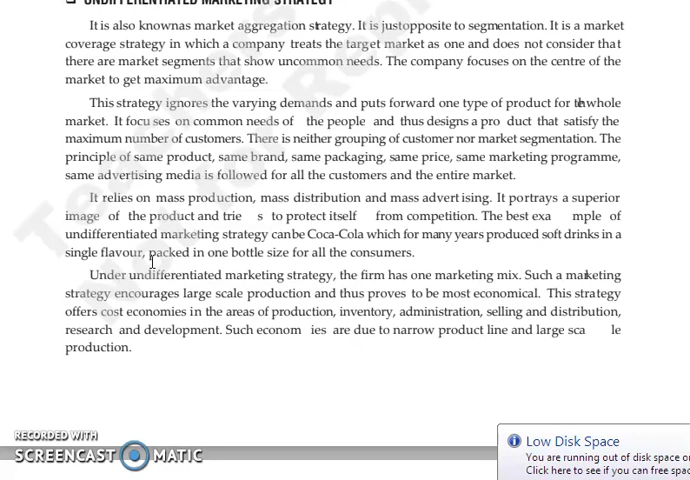 UNDIFFERENTIATED MARKETING STRATEGY
It is also knownas market aggregation strategy. It is justopposite to segmentation. It is a market
coverage strategy in which a company treats the target market as one and does not consider that
there are market segments that show uncommon needs. The company focuses on the centre of the
market to get maximum advantage.
This strategy ignores the varying demands and puts forward one type of product for the whole
market. It focu ses on common needs of the people and thus designs a pro duct that satisfy the
maximum number of customers. There is neither grouping of customer nor market segmentation. The
principle of same product, same brand, same packaging, same price, same marketing programme,
same advertising media is followed for all the customers and the entire market.
It relies on mass production, mass distribution and mass advert ising. It portrays a superior
image of the product and trie s to protect itself from competition. The best exa mple of
undifferentiated marketing strategy canbe Coca-Cola which for many years produced soft drinks in a
single flavour, packed in one bottle size for all the consumers.
Under undifferentiated marketing strategy, the firm has one marketing mix. Such a marketing
strategy encourages large scale production and thus proves to be most economical. This strategy
offers cost economies in the areas of production, inventory, administration, selling and distribution,
research and development. Such econom ies are due to narrow product line and large sca le
production.
RECORDED WITH
SCREENCAST MATIC
Low Disk Space
You are running out of disk space
Click here to see if you can free